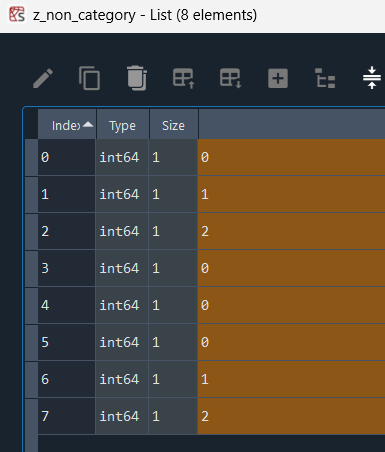 z_non_category - List (8 elements)
Index Type Size
0 int64 1 0
1 int64 1 1
2 int64 1 2
3 int64 1 0
4 int64 1 0
5 int64 1 0
6 int64 1 1
7 int64 1 2